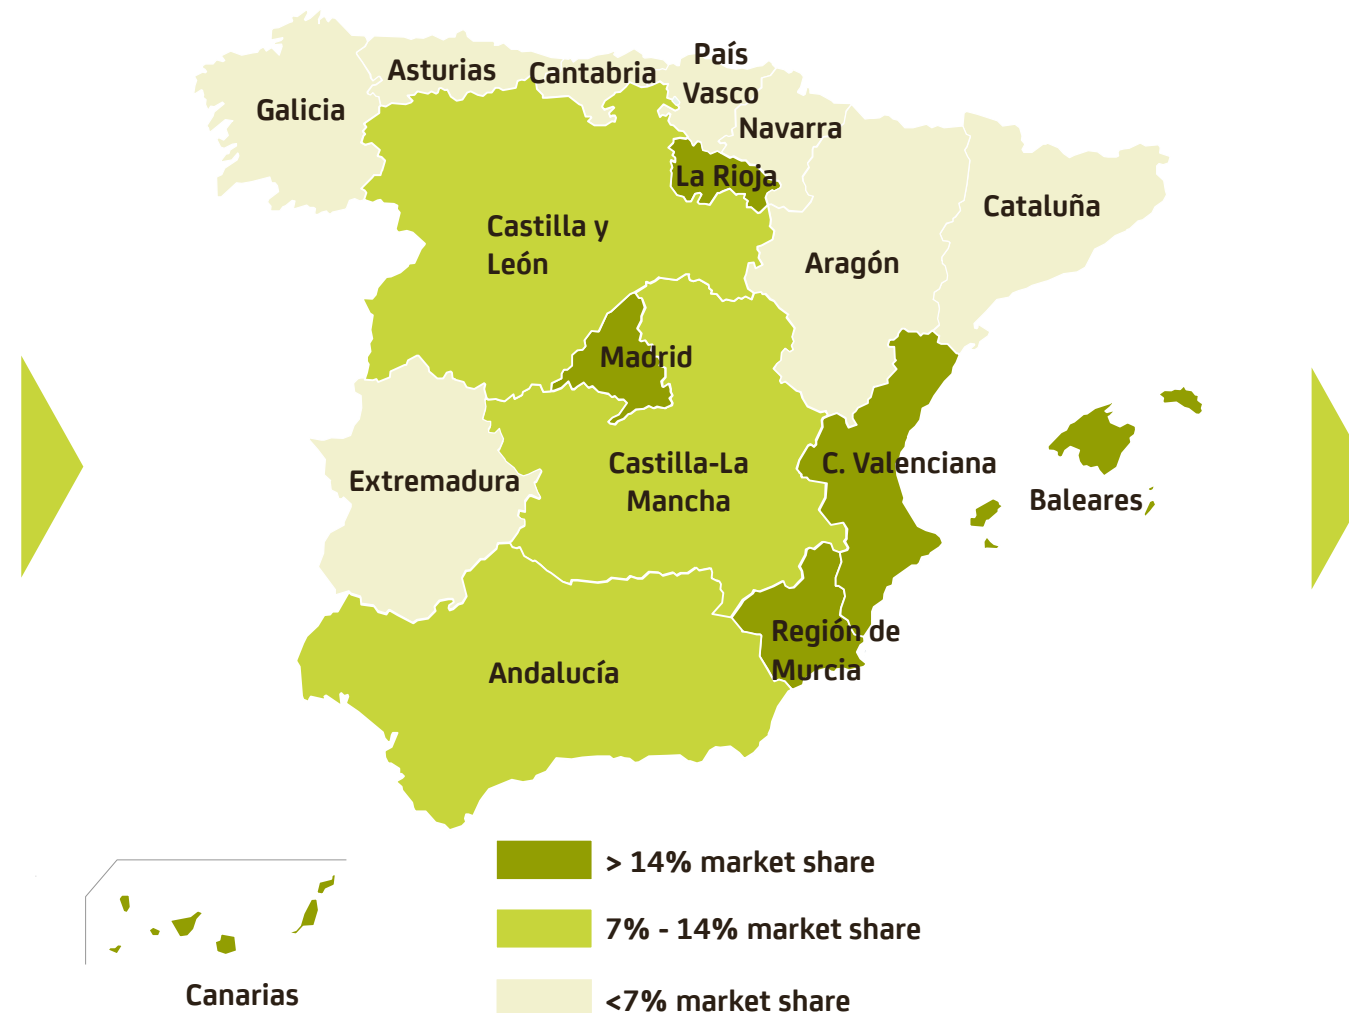 País
Vasco
Asturias
Cantabria
Galicia
Navarra
La Rioja
Cataluña
Castilla y
León
Aragón
Madrid
Castilla-La
Mancha
C. Valenciana
Extremadura
Baleares
Región de
Murcia
Andalucía
> 14% market share
7% - 14% market share
<7% market share
Canarias